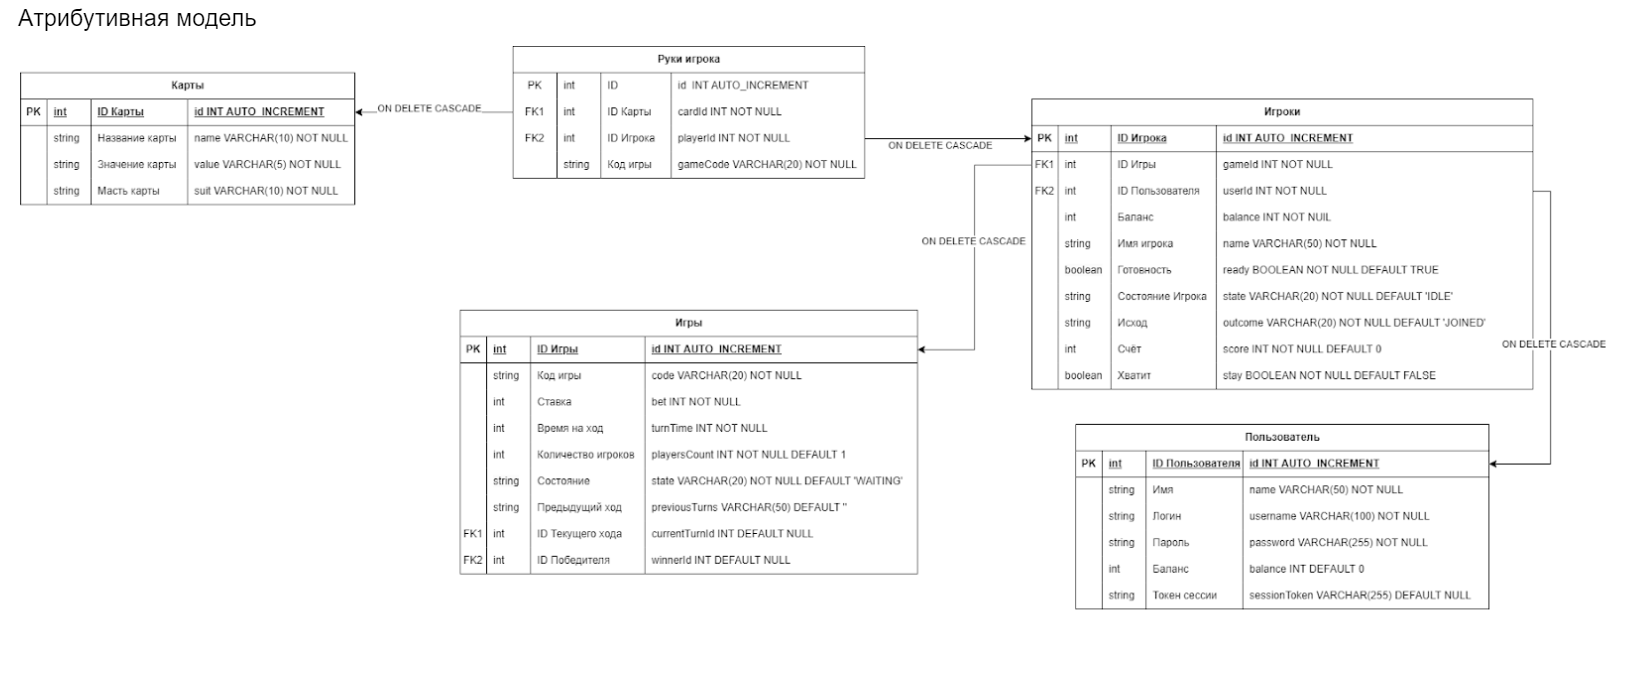 Атрибутивная модель
Карты
PK int ID Карты id INT AUTO_INCREMENT
string Название карты name VARCHAR(10) NOT NULL
string Значение карты value VARCHAR(5) NOT NULL
string Масть карты suit VARCHAR(10) NOT NULL
ON DELETE CASCADE
Руки игрока
PK int ID id INT AUTO_INCREMENT
FK1 int ID Карты cardId INT NOT NULL
FK2 int ID Игрока playerId INT NOT NULL
string Код игры gameCode VARCHAR(20) NOT NULL
ON DELETE CASCADE
Игроки
PK int ID Игрока id INT AUTO_INCREMENT
FK1 int ID Игры gameId INT NOT NULL
FK2 int ID Пользователя userId INT NOT NULL
int Баланс balance INT NOT NUIL
string Имя игрока name VARCHAR(50) NOT NULL
boolean Готовность ready BOOLEAN NOT NULL DEFAULT TRUE
string Состояние Игрока state VARCHAR(20) NOT NULL DEFAULT 'IDLE'
string Исход outcome VARCHAR(20) NOT NULL DEFAULT 'JOINED'
int Счёт score INT NOT NULL DEFAULT 0
boolean Хватит stay BOOLEAN NOT NULL DEFAULT FALSE
ON DELETE CASCADE
ON DELETE CASCADE
Игры
PK int ID Игры id INT AUTO_INCREMENT
string Код игры code VARCHAR(20) NOT NULL
int Ставка bet INT NOT NULL
int Время на ход turnTime INT NOT NULL
int Количество игроков playersCount INT NOT NULL DEFAULT 1
string Состояние state VARCHAR(20) NOT NULL DEFAULT 'WAITING'
string Предыдущий ход previousTurns VARCHAR(50) DEFAULT ''
FK1 int ID Текущего хода currentTurnId INT DEFAULT NULL
FK2 int ID Победителя winnerId INT DEFAULT NULL
Пользователь
PK int ID Пользователя id INT AUTO_INCREMENT
string Имя name VARCHAR(50) NOT NULL
string Логин username VARCHAR(100) NOT NULL
string Пароль password VARCHAR(255) NOT NULL
int Баланс balance INT DEFAULT 0
string Токен сессии sessionToken VARCHAR(255) DEFAULT NULL